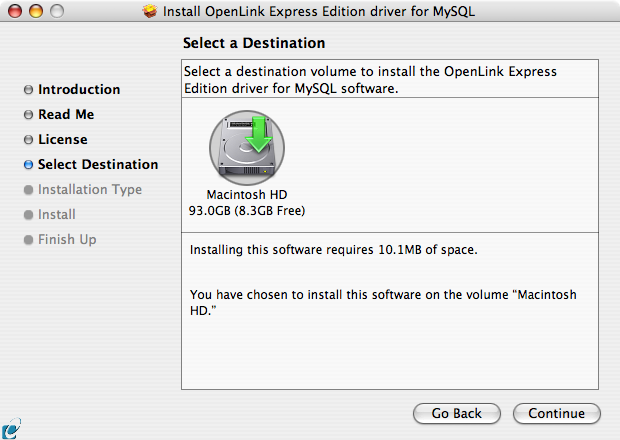 Install OpenLink Express Edition driver for MySQL
Select a Destination
Introduction
Read Me
License
Select Destination
Installation Type
Install
Finish Up
Select a destination volume to install the OpenLink Express
Edition driver for MySQL software.
Macintosh HD
93.0GB (8.3GB Free)
Installing this software requires 10.1MB of space.
You have chosen to install this software on the volume “Macintosh
HD.”
Go Back
Continue